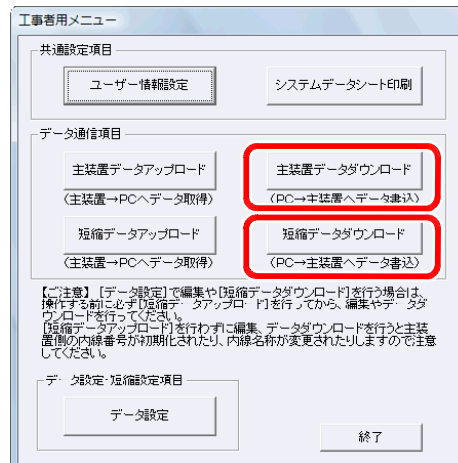 工事者用メニュー
共通設定項目
ユーザー情報設定
システムデータシート印刷
データ通信項目
主装置データアップロード
主装置データダウンロード
(主装置→PCへデータ取得)
(PC→主装置へデータ書込)
短縮データアップロード
短縮データダウンロード
(主装置→PCへデータ取得)
(PC→主装置へデータ書込)
【ご注意】 [データ設定]で編集や[短縮データダウンロード]を行う場合は、
操作する前に必ず[短縮データアップロード]を行ってから、編集やデータダ
ウンロードを行ってください。
[短縮データアップロード]を行わずに編集、データダウンロードを行うと主装
置側の内線番号が初期化されたり、内線名称が変更されたりしますので注意
してください。
データ設定・短縮設定項目
データ設定
終了